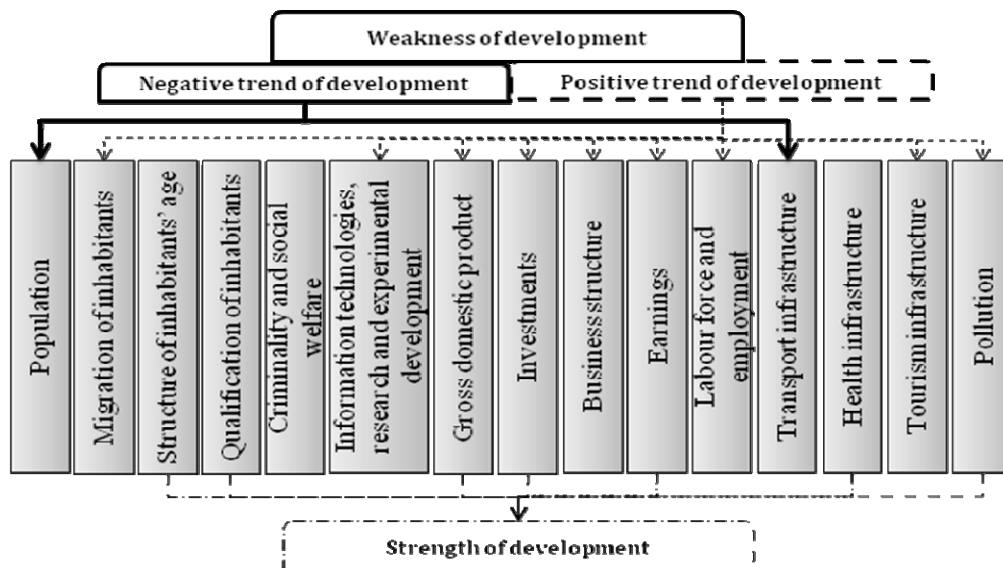 Weakness of development
Negative trend of development
Positive trend of development
Population
Migration of inhabitants
Structure of inhabitants' age
Qualification of inhabitants
Criminality and social
welfare
Information technologies,
research and experimental
development
Gross domestic product
Investments
Business structure
Earnings
Labour force and
employment
Transport infrastructure
Health infrastructure
Tourism infrastructure
Pollution
Strength of development